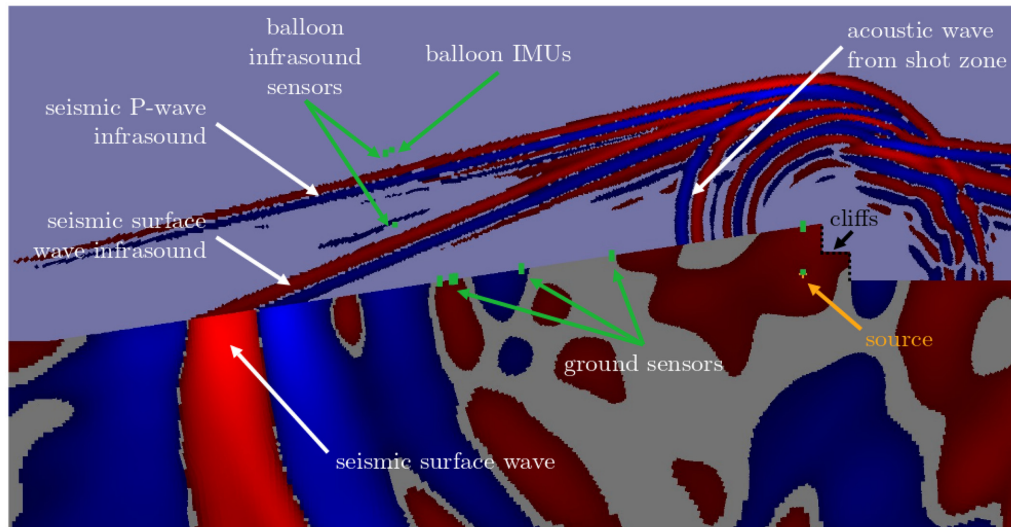 balloon
infrasound
sensors
balloon IMUs
acoustic wave
from shot zone
seismic P-wave
infrasound
seismic surface
wave infrasound
cliffs
source
ground sensors
seismic surface wave